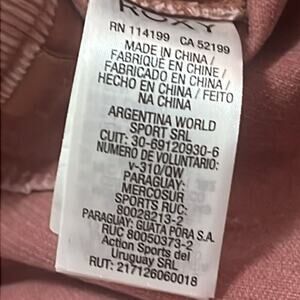 ROXY
RN 114199 CA 52199
MADE IN CHINA /
FABRIQUÉ EN CHINE /
FABRICADO EN CHINA /
HECHO EN CHINA / FEITO
NA CHINA
ARGENTINA WORLD
SPORT SRL
CUIT: 30-69120930-6
NUMERO DE VOLUNTARIO:
v-310/QW
PARAGUAY:
MERCOSUR
SPORTS RUC:
80028213-2
PARAGUAY: GUATA PORA S.A.
RUC 80050373-2
Action Sports del
Uruguay SRL
RUT: 217126060018